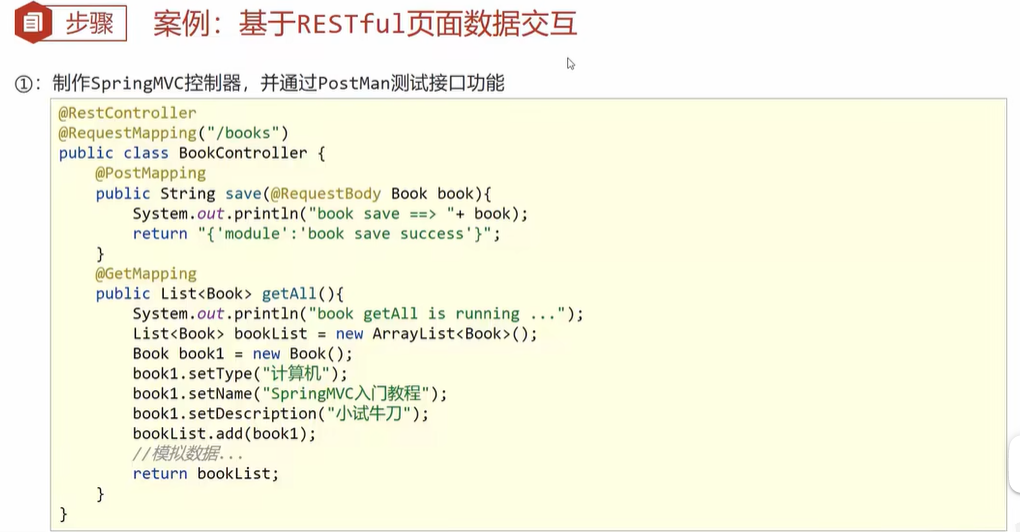 步骤
案例：基于RESTful页面数据交互
①：制作SpringMVC控制器，并通过PostMan测试接口功能
@RestController
@RequestMapping("/books")
public class BookController {
    @PostMapping
    public String save(@RequestBody Book book){
        System.out.println("book save ==> "+ book);
        return "{'module':'book save success'}";
    }
    @GetMapping
    public List<Book> getAll(){
        System.out.println("book getAll is running ...");
        List<Book> bookList = new ArrayList<Book>();
        Book book1 = new Book();
        book1.setType("计算机");
        book1.setName("SpringMVC入门教程");
        book1.setDescription("小试牛刀");
        bookList.add(book1);
        //模拟数据...
        return bookList;
    }
}